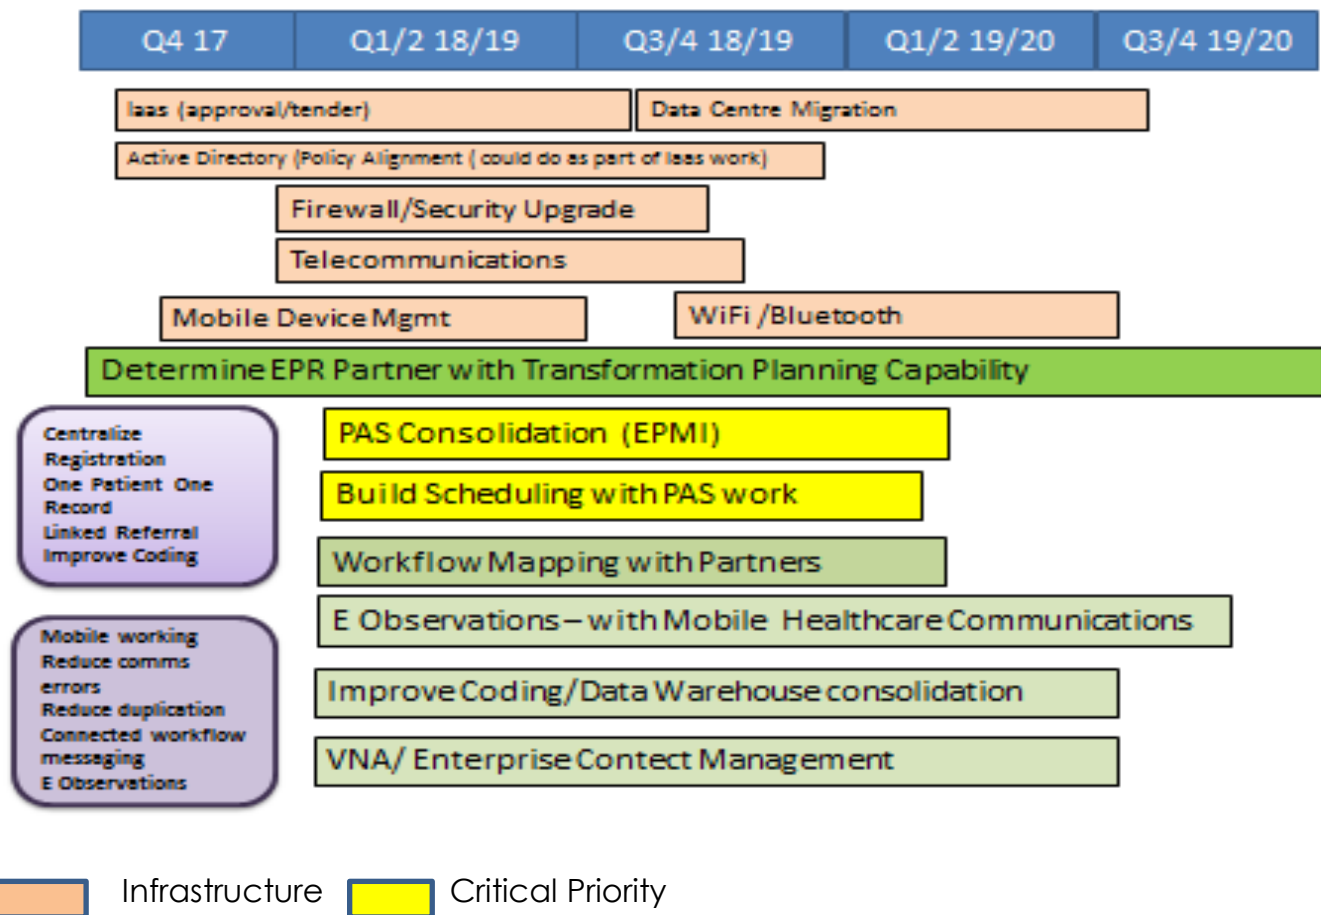 Q4 17 Q1/2 18/19 Q3/4 18/19 Q1/2 19/20 Q3/4 19/20
Iaas (approval/tender) Data Centre Migration
Active Directory (Policy Alignment ( could do as part of Iaas work)
Firewall/Security Upgrade
Telecommunications
Mobile Device Mgmt WiFi /Bluetooth
Determine EPR Partner with Transformation Planning Capability
Centralize
Registration
One Patient One
Record
Linked Referral
Improve Coding
PAS Consolidation (EPMI)
Build Scheduling with PAS work
Workflow Mapping with Partners
E Observations – with Mobile Healthcare Communications
Mobile working
Reduce comms
errors
Reduce duplication
Connected workflow
messaging
E Observations
Improve Coding/Data Warehouse consolidation
VNA/ Enterprise Contect Management
Infrastructure Critical Priority